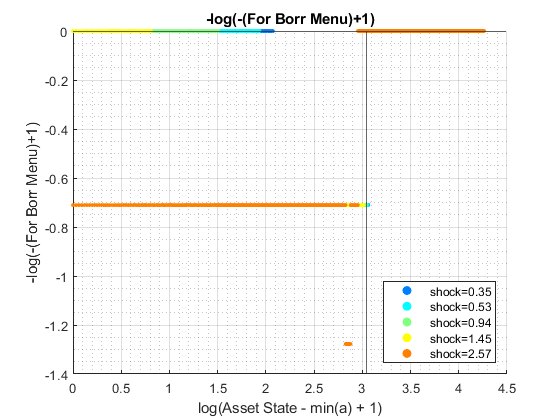 -log(-(For Borr Menu)+1)
0
-0.2
-0.4
-0.6
-0.8
-1
-1.2
-1.4
-log(-(For Borr Menu)+1)
shock=0.35
shock=0.53
shock=0.94
shock=1.45
shock=2.57
0 0.5 1 1.5 2 2.5 3 3.5 4 4.5
log(Asset State - min(a) + 1)